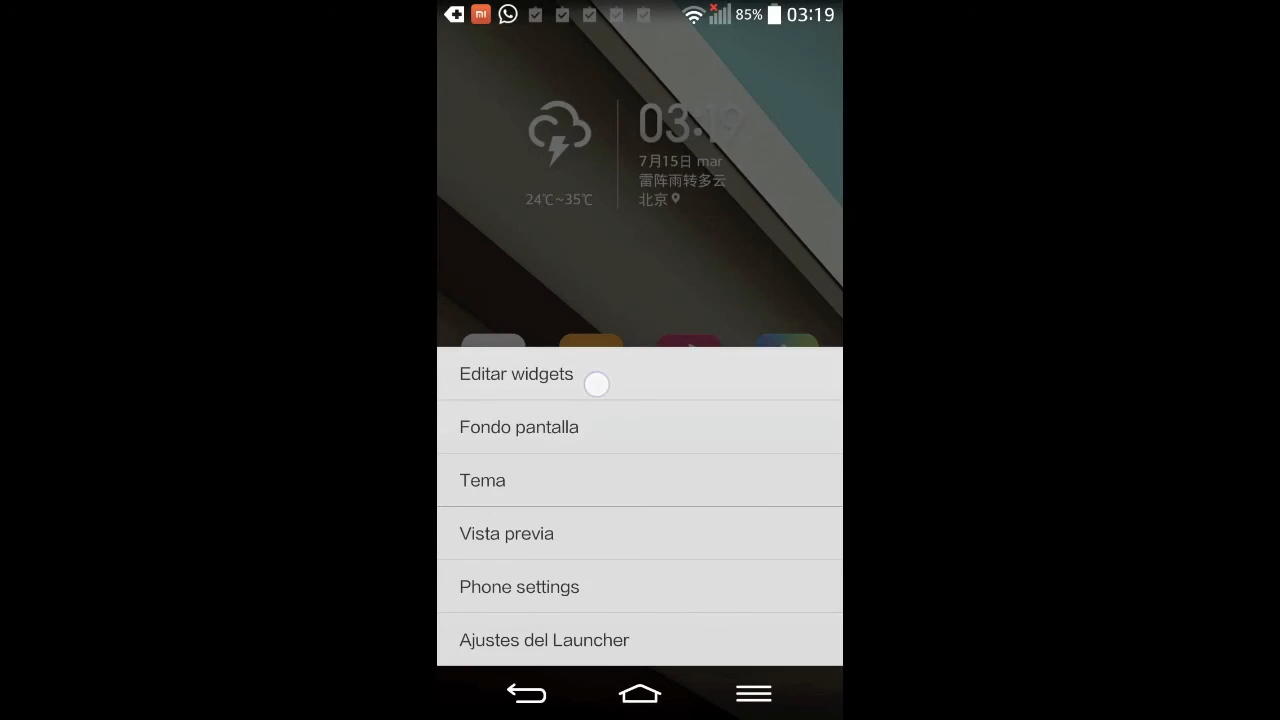 mi
85%
03:19
03:19
7月15日 mar
雷阵雨转多云
24℃~35℃
北京
Editar widgets
Fondo pantalla
Tema
Vista previa
Phone settings
Ajustes del Launcher